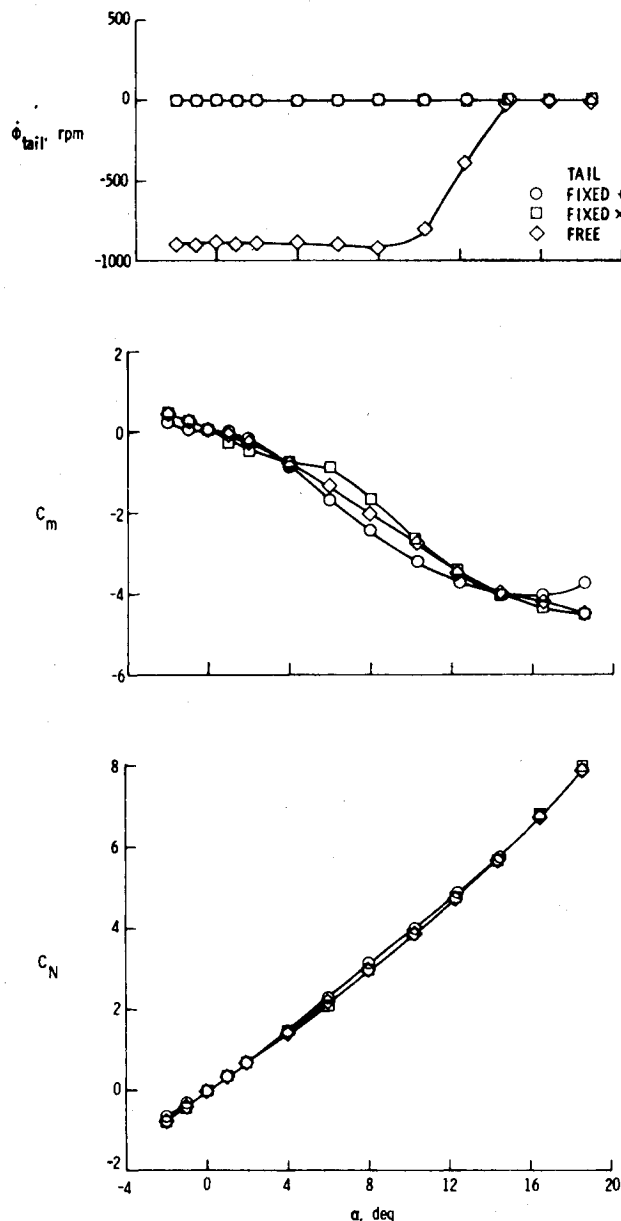 500
0
-500
-1000
Φ̇tail, rpm
TAIL
○ FIXED +
□ FIXED ×
◇ FREE
2
0
-2
-4
-6
Cm
8
6
4
2
0
-2
CN
-4 0 4 8 12 16 20
α, deg